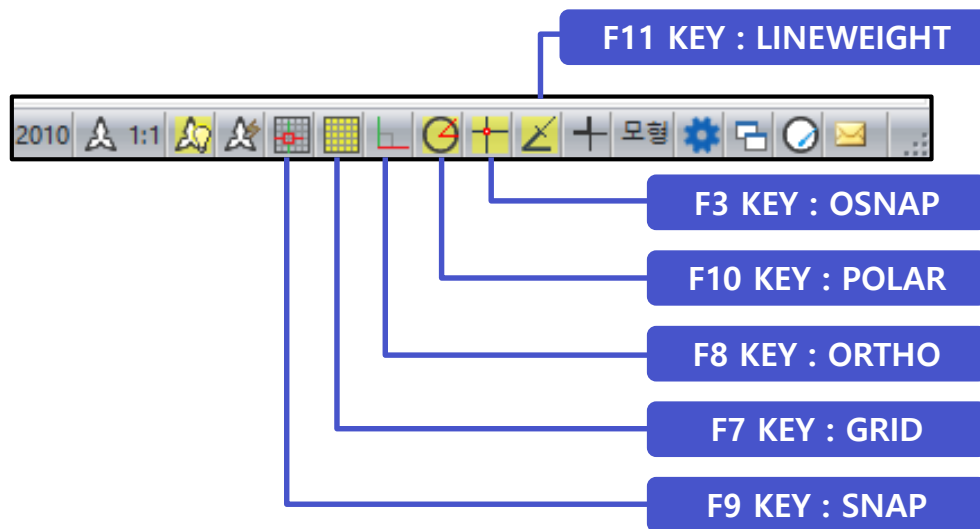 F11 KEY : LINEWEIGHT
2010 1:1 모형
F3 KEY : OSNAP
F10 KEY : POLAR
F8 KEY : ORTHO
F7 KEY : GRID
F9 KEY : SNAP